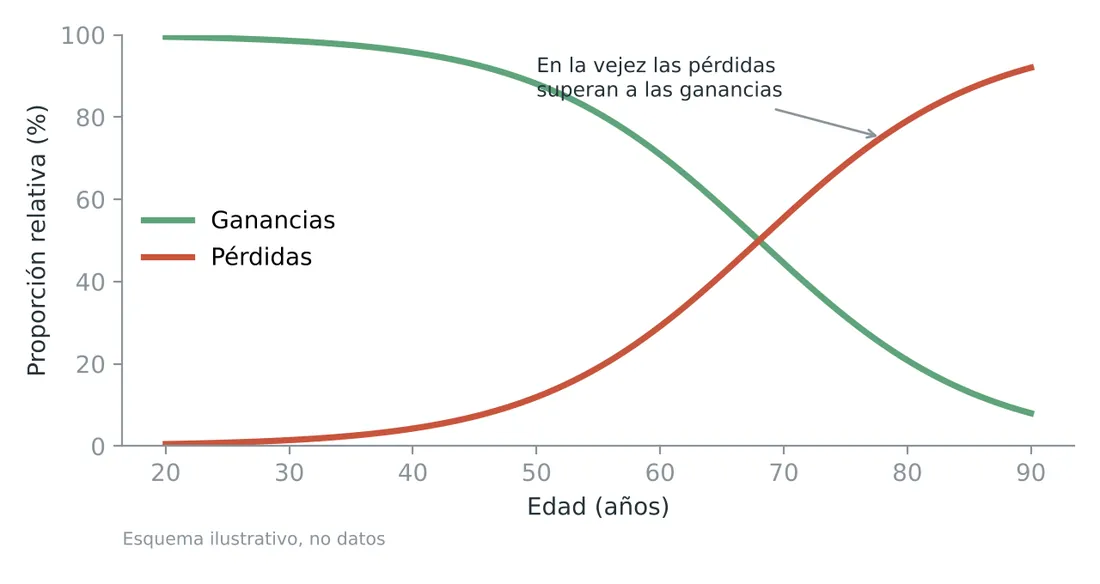 100
80
60
40
20
0
Proporción relativa (%)
En la vejez las pérdidas
superan a las ganancias
Ganancias
Pérdidas
20 30 40 50 60 70 80 90
Edad (años)
Esquema ilustrativo, no datos